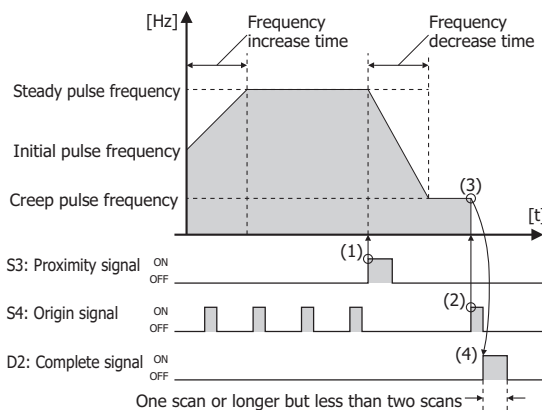 [Hz]
Frequency
increase time
Frequency
decrease time
Steady pulse frequency
Initial pulse frequency
Creep pulse frequency
(3)
[t]
(1)
S3: Proximity signal
ON
OFF
(2)
S4: Origin signal
ON
OFF
(4)
D2: Complete signal
ON
OFF
One scan or longer but less than two scans